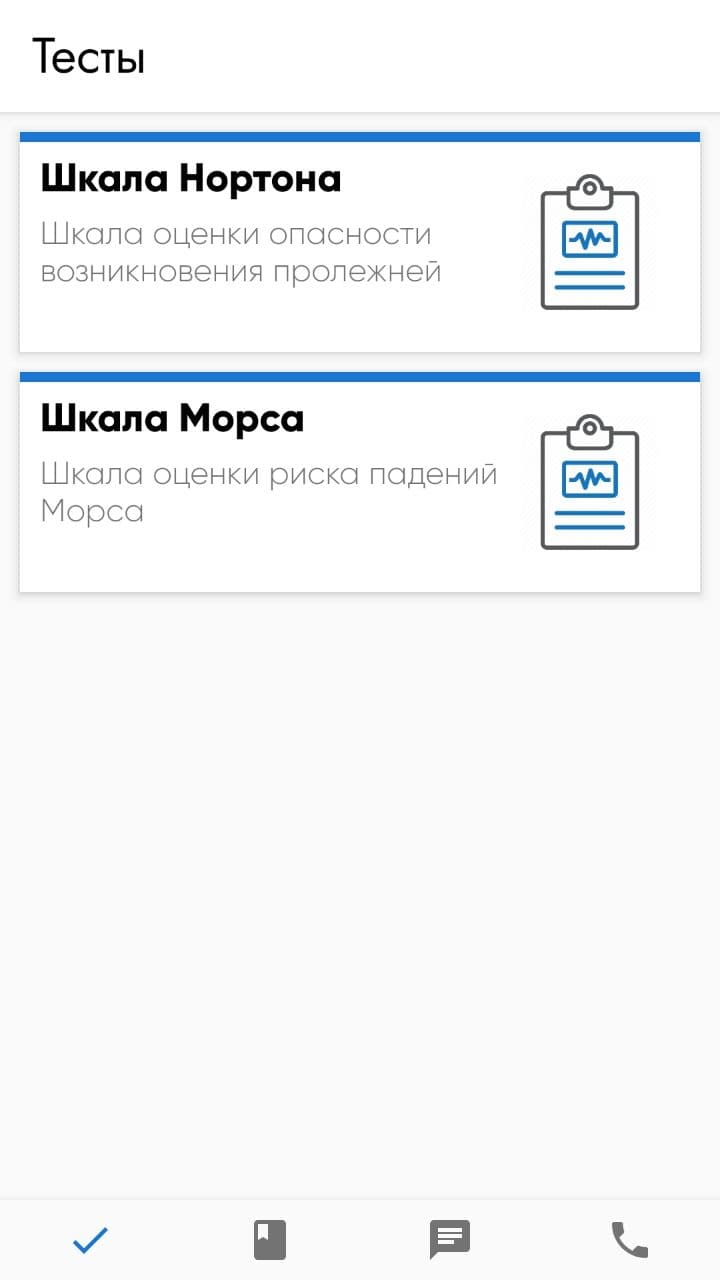 Тесты
Шкала Нортона
Шкала оценки опасности
возникновения пролежней
Шкала Морса
Шкала оценки риска падений
Морса